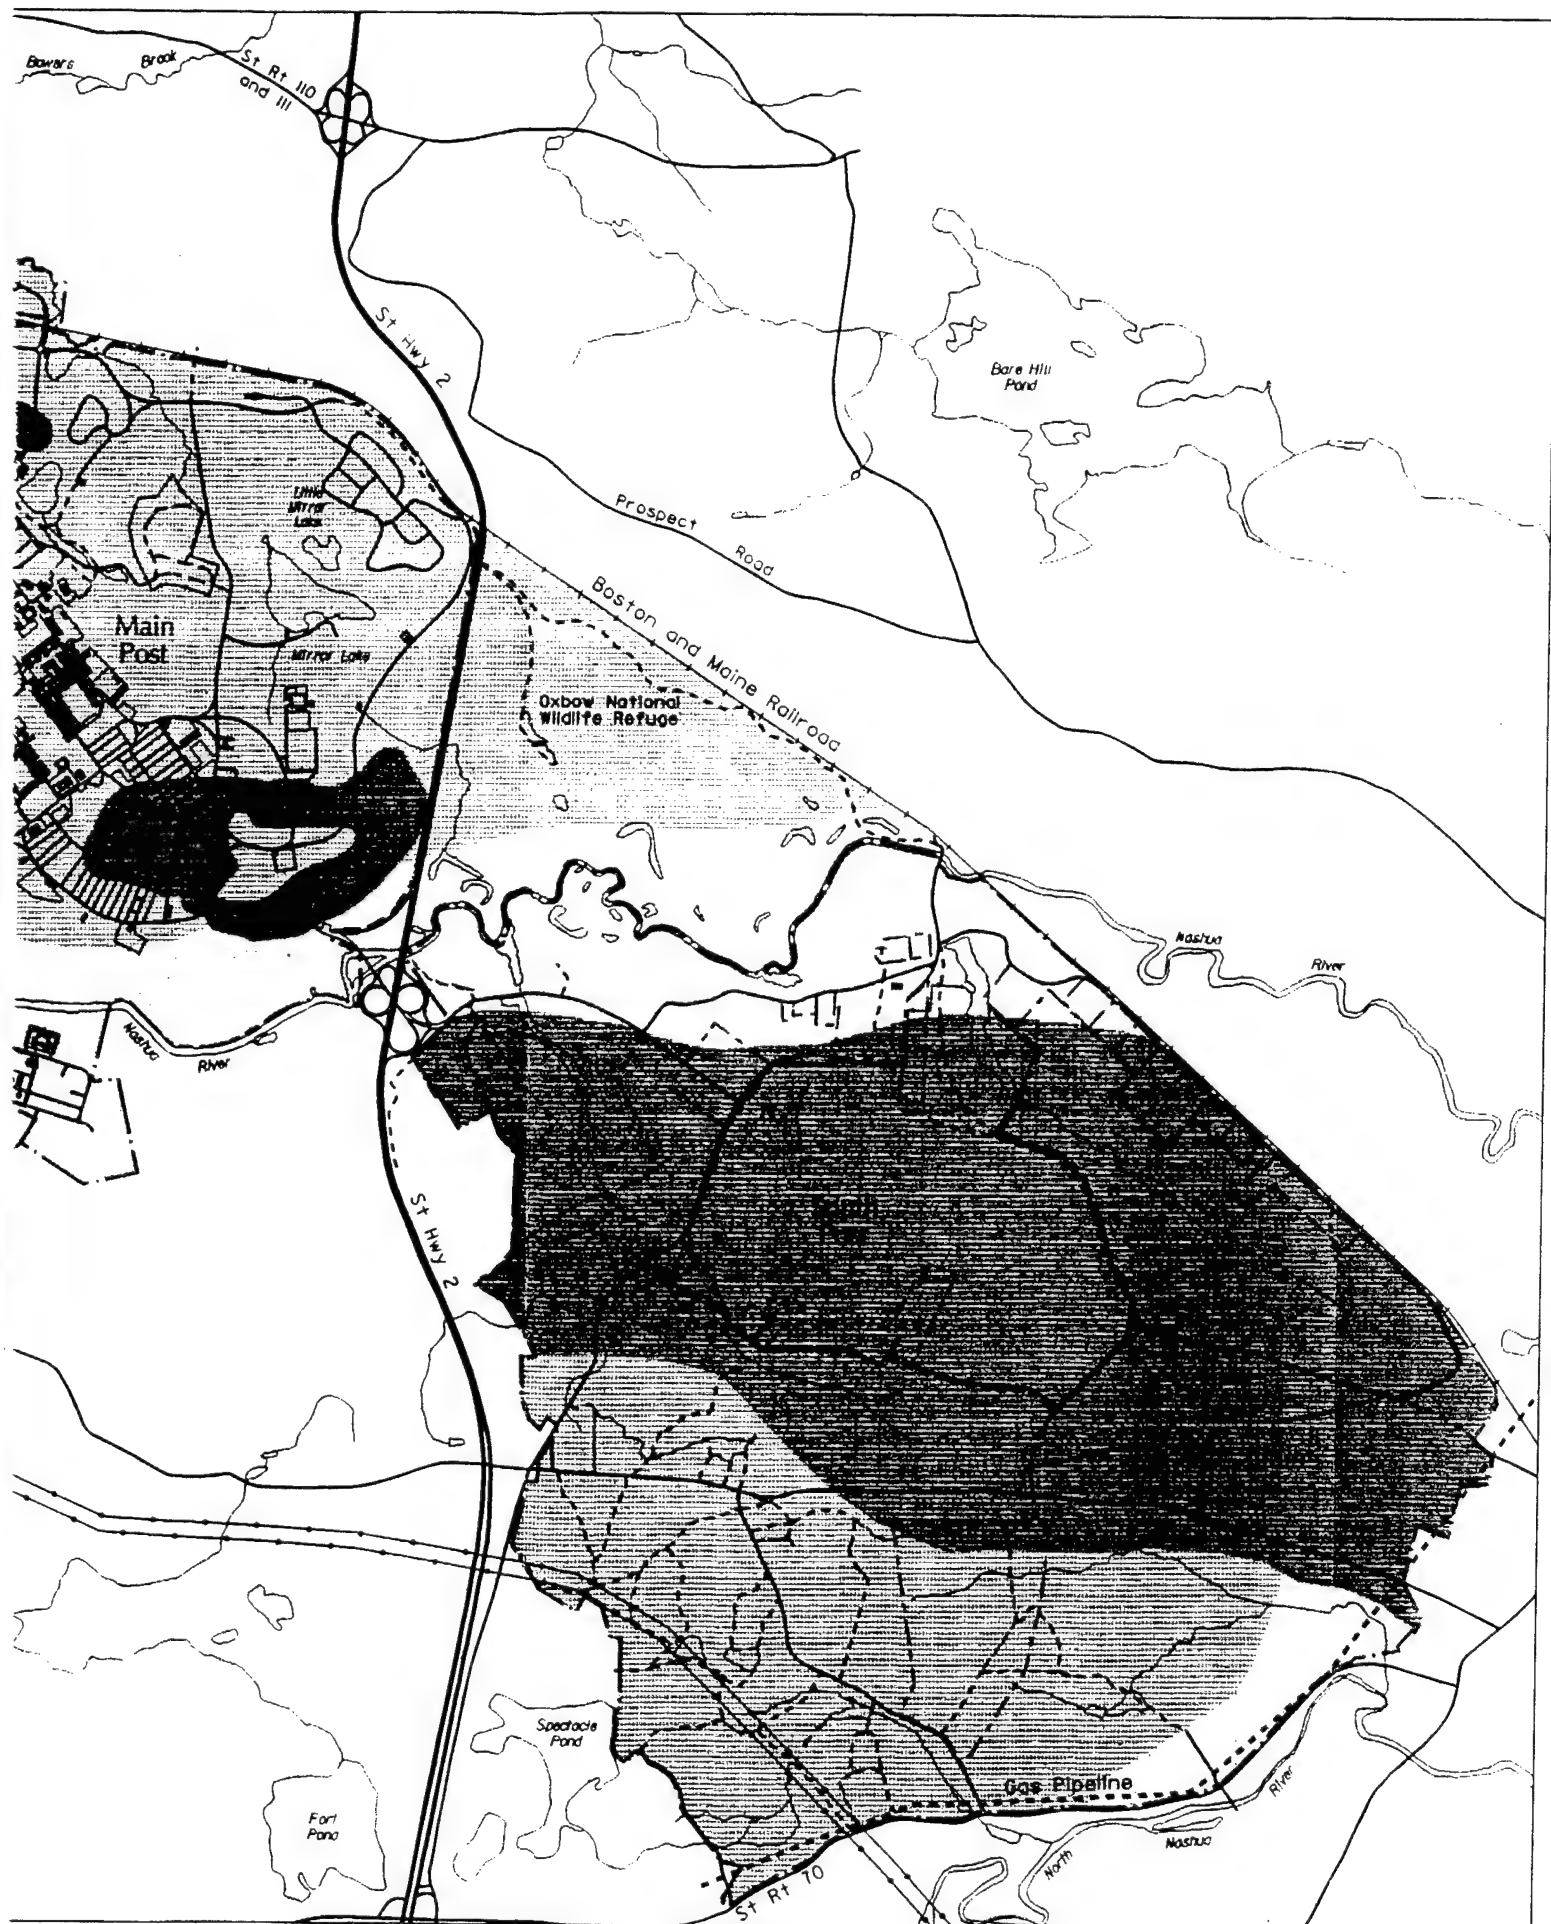 Bowers Brook
St Rt 110
and 111
St Hwy 2
Bare Hill
Pond
Little
Mirror
Lake
Prospect Road
Boston and Maine Railroad
Main
Post
Mirror Lake
Oxbow National
Wildlife Refuge
Nashua River
Nashua River
St Hwy 2
Spectacle
Pond
Gas Pipeline
Fort
Pond
St Rt 70
North Nashua River